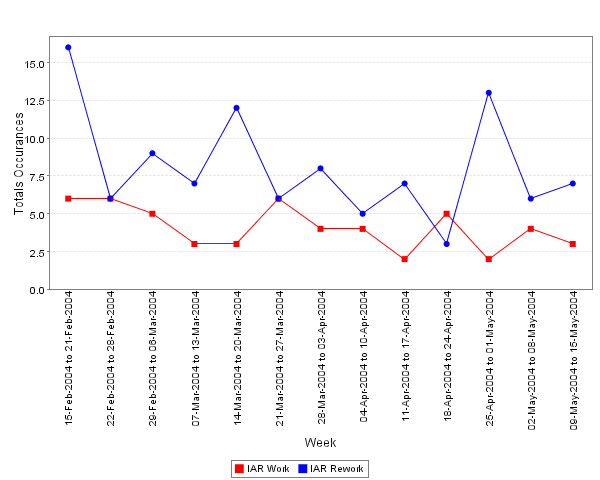 Totals Occurances
15.0
12.5
10.0
7.5
5.0
2.5
0.0
15-Feb-2004 to 21-Feb-2004
22-Feb-2004 to 28-Feb-2004
29-Feb-2004 to 06-Mar-2004
07-Mar-2004 to 13-Mar-2004
14-Mar-2004 to 20-Mar-2004
21-Mar-2004 to 27-Mar-2004
28-Mar-2004 to 03-Apr-2004
04-Apr-2004 to 10-Apr-2004
11-Apr-2004 to 17-Apr-2004
18-Apr-2004 to 24-Apr-2004
25-Apr-2004 to 01-May-2004
02-May-2004 to 08-May-2004
09-May-2004 to 15-May-2004
Week
IAR Work IAR Rework